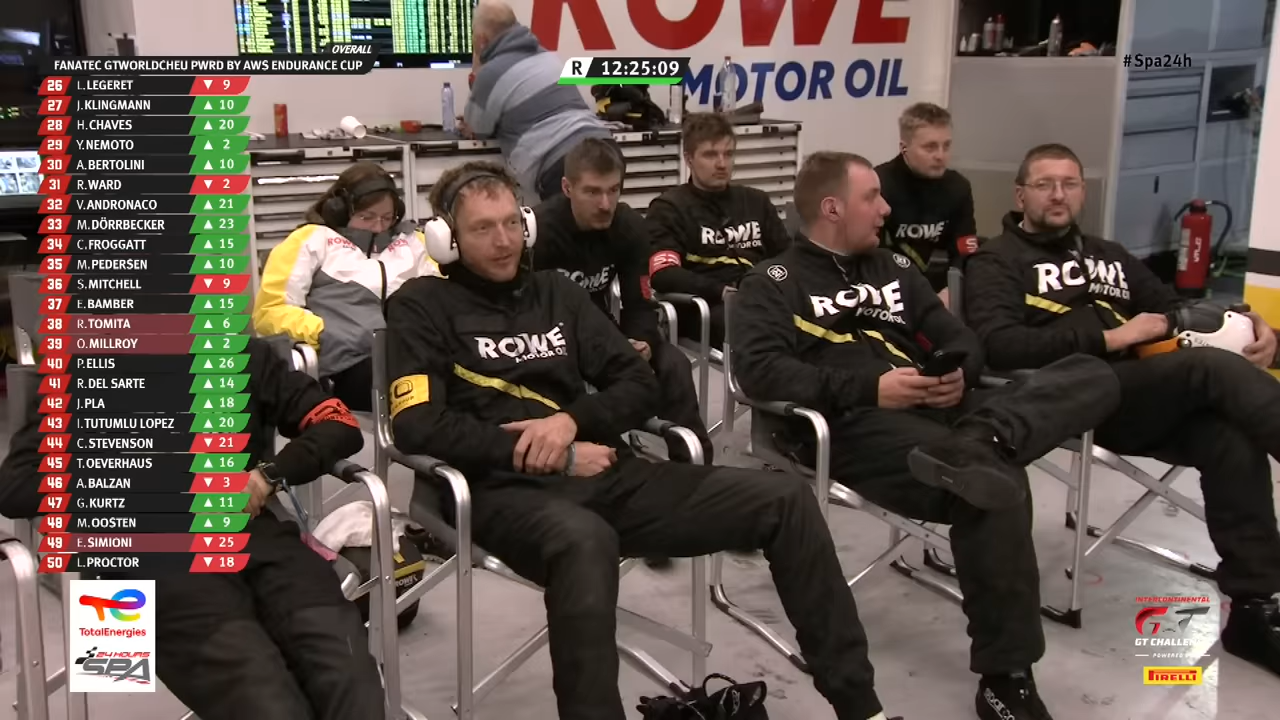 OVERALL
FANATEC GTWORLDCHEU PWRD BY AWS ENDURANCE CUP
26 L.LEGERET ▼ 9
27 J.KLINGMANN ▲ 10
28 H.CHAVES ▲ 20
29 Y.NEMOTO ▲ 2
30 A.BERTOLINI ▲ 10
31 R.WARD ▼ 2
32 V.ANDRONACO ▲ 21
33 M.DÖRRBECKER ▲ 23
34 C.FROGGATT ▲ 15
35 M.PEDERSEN ▲ 10
36 S.MITCHELL ▼ 9
37 E.BAMBER ▲ 15
38 R.TOMITA ▲ 6
39 O.MILLROY ▲ 2
40 P.ELLIS ▲ 26
41 R.DEL SARTE ▲ 14
42 J.PLA ▲ 18
43 I.TUTUMLU LOPEZ ▲ 20
44 C.STEVENSON ▼ 21
45 T.OEVERHAUS ▲ 16
46 A.BALZAN ▼ 3
47 G.KURTZ ▲ 11
48 M.OOSTEN ▲ 9
49 E.SIMIONI ▼ 25
50 L.PROCTOR ▼ 18
TotalEnergies
24 HOURS
SPA
R 12:25:09
ROWE
MOTOR OIL
#Spa24h
ROWE
MOTOR OIL
ROWE
MOTOR OIL
ROWE
MOTOR OIL
ROWE
ROWE
MOTOR OIL
ROWE
INTERCONTINENTAL
GT CHALLENGE
POWERED BY
PIRELLI